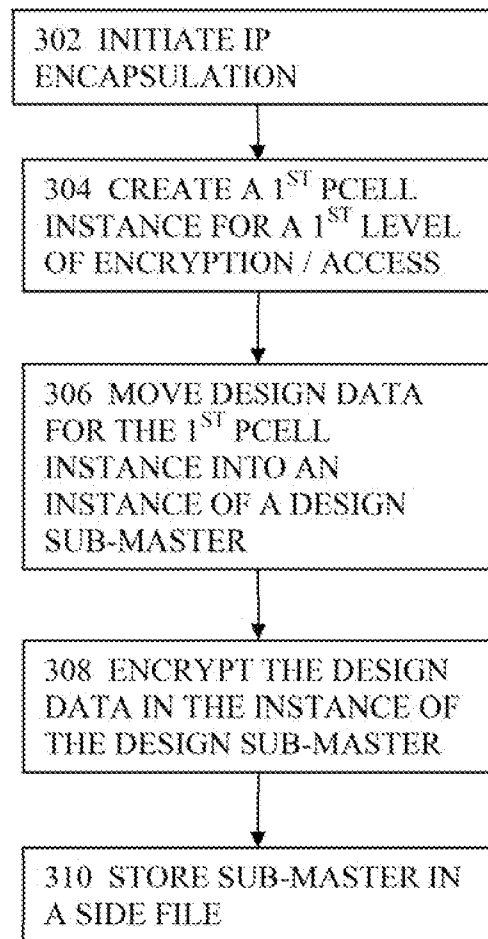 302 INITIATE IP
ENCAPSULATION
304 CREATE A 1ST PCELL
INSTANCE FOR A 1ST LEVEL
OF ENCRYPTION / ACCESS
306 MOVE DESIGN DATA
FOR THE 1ST PCELL
INSTANCE INTO AN
INSTANCE OF A DESIGN
SUB-MASTER
308 ENCRYPT THE DESIGN
DATA IN THE INSTANCE OF
THE DESIGN SUB-MASTER
310 STORE SUB-MASTER IN
A SIDE FILE